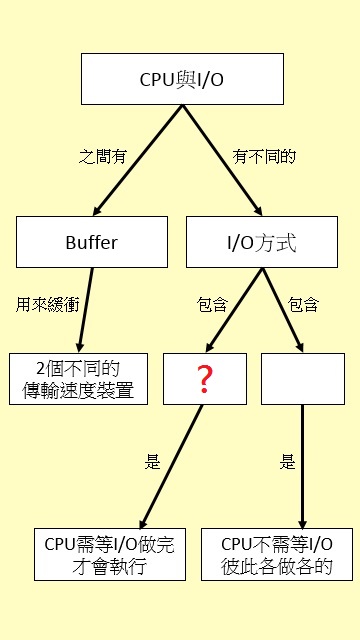 CPU與I/O
之間有
有不同的
Buffer
I/O方式
用來緩衝
包含
包含
2個不同的
傳輸速度裝置
?
是
是
CPU需等I/O做完
才會執行
CPU不需等I/O
彼此各做各的